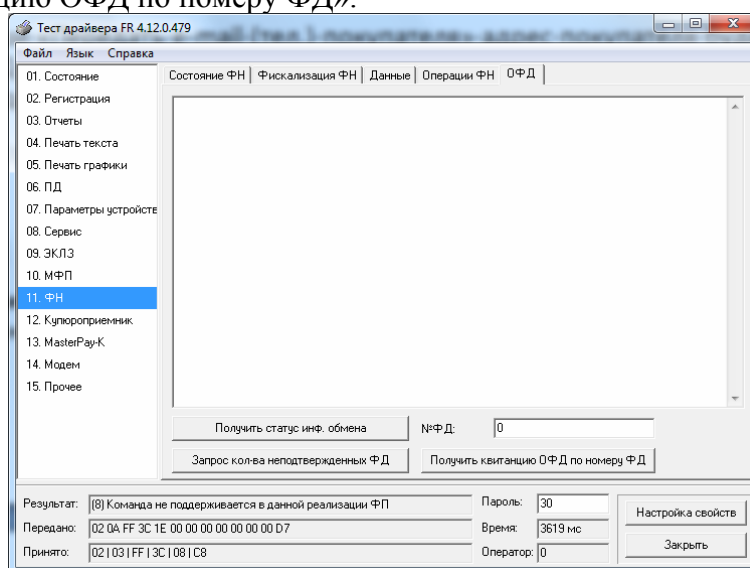 цию ОФД по номеру ФД».
Тест драйвера FR 4.12.0.479
Файл Язык Справка
01. Состояние
02. Регистрация
03. Отчеты
04. Печать текста
05. Печать графики
06. ПД
07. Параметры устройств
08. Сервис
09. ЭКЛЗ
10. МФП
11. ФН
12. Купюроприемник
13. MasterPay-K
14. Модем
15. Прочее
Состояние ФН Фискализация ФН Данные Операции ФН ОФД
Получить статус инф. обмена №ФД: 0
Запрос кол-ва неподтвержденных ФД Получить квитанцию ОФД по номеру ФД
Результат: (8) Команда не поддерживается в данной реализации ФП Пароль: 30
Настройка свойств
Передано: 02 0A FF 3C 1E 00 00 00 00 00 00 00 D7 Время: 3619 мс
Принято: 02 | 03 | FF | 3C | 08 | C8 Оператор: 0
Закрыть